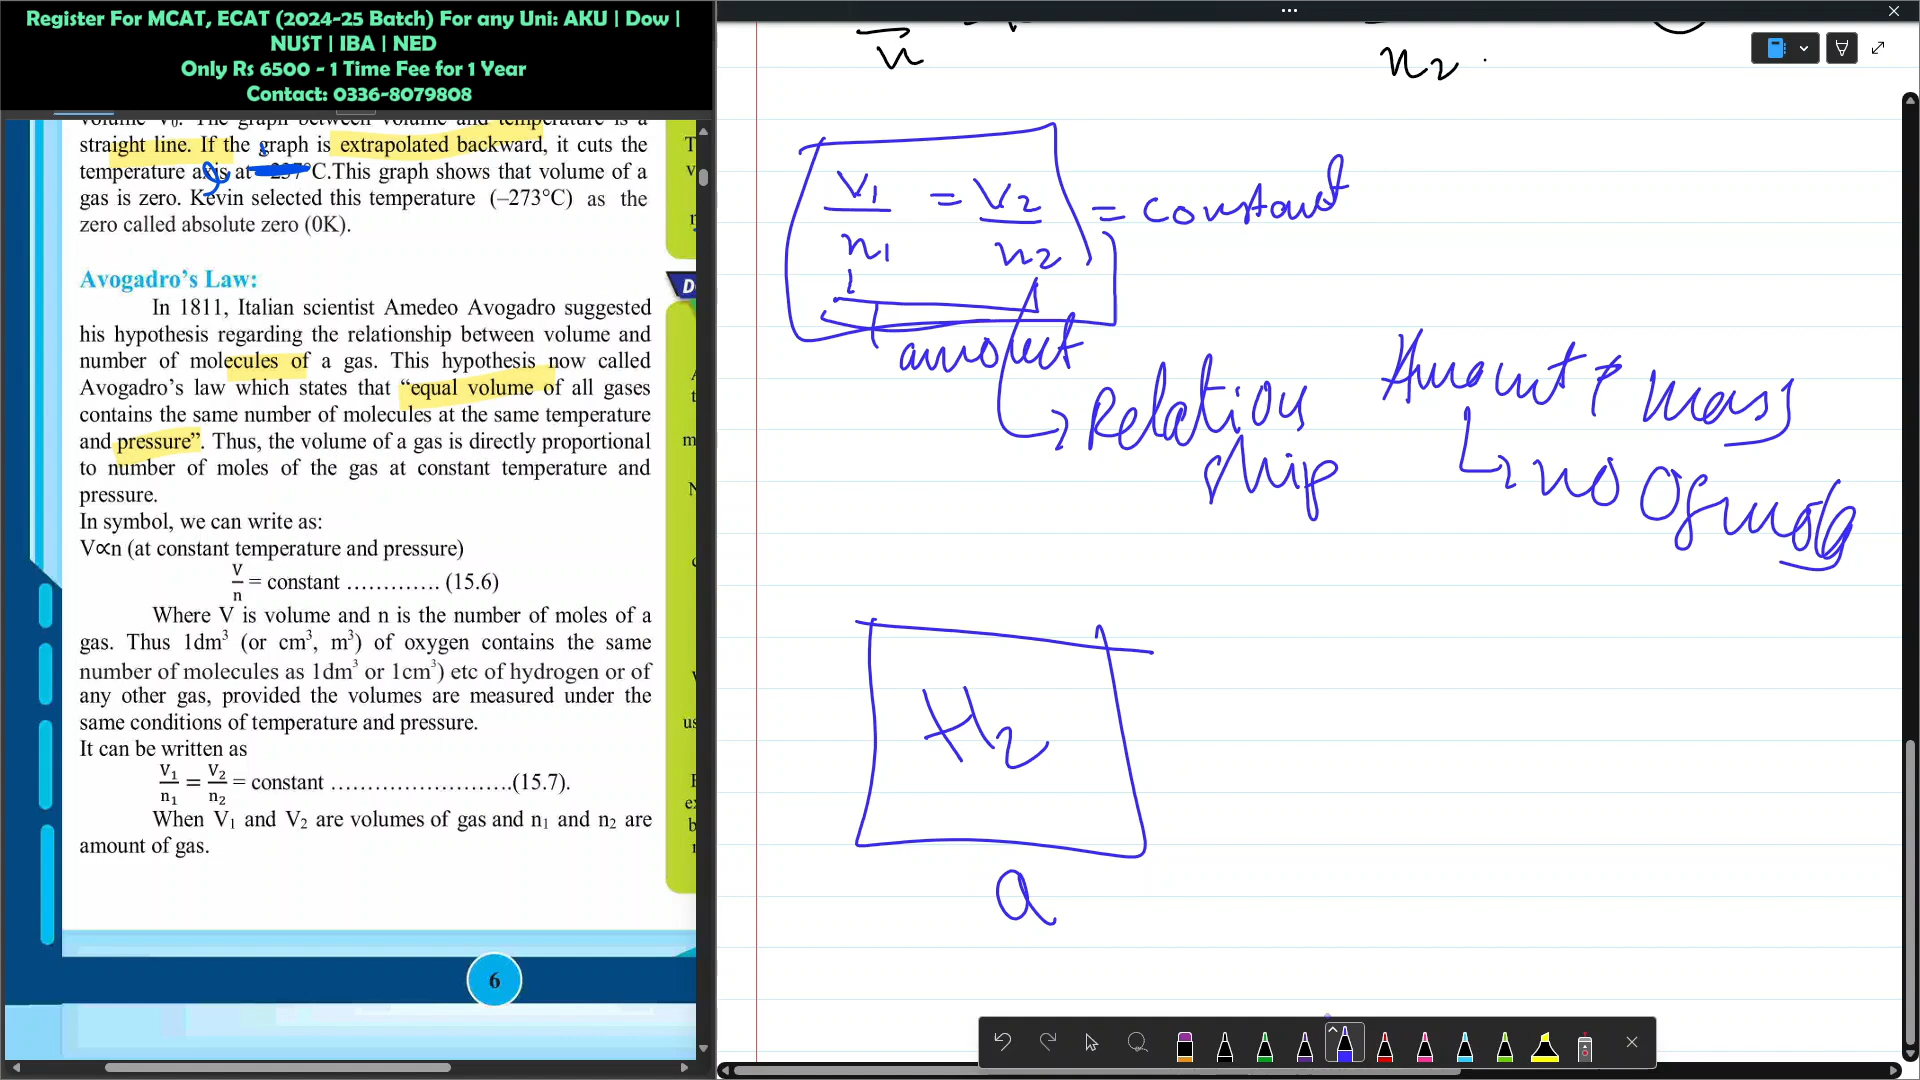 Register For MCAT, ECAT (2024-25 Batch) For any Uni: AKU | Dow |
NUST | IBA | NED
Only Rs 6500 - 1 Time Fee for 1 Year
Contact: 0336-8079808
volume V₀. The graph between volume and temperature is a
straight line. If the graph is extrapolated backward, it cuts the
temperature axis at °C.This graph shows that volume of a
gas is zero. Kevin selected this temperature (–273°C) as the
zero called absolute zero (0K).
Avogadro's Law:
In 1811, Italian scientist Amedeo Avogadro suggested
his hypothesis regarding the relationship between volume and
number of molecules of a gas. This hypothesis now called
Avogadro's law which states that “equal volume of all gases
contains the same number of molecules at the same temperature
and pressure”. Thus, the volume of a gas is directly proportional
to number of moles of the gas at constant temperature and
pressure.
In symbol, we can write as:
V∝n (at constant temperature and pressure)
V/n = constant …………. (15.6)
Where V is volume and n is the number of moles of a
gas. Thus 1dm³ (or cm³, m³) of oxygen contains the same
number of molecules as 1dm³ or 1cm³) etc of hydrogen or of
any other gas, provided the volumes are measured under the
same conditions of temperature and pressure.
It can be written as
V₁/n₁ = V₂/n₂ = constant …………………….(15.7).
When V₁ and V₂ are volumes of gas and n₁ and n₂ are
amount of gas.
6
n
n₂
V₁/n₁ = V₂/n₂ = constant
Relation
ship
Amount & mass
no Of mole
H₂
a